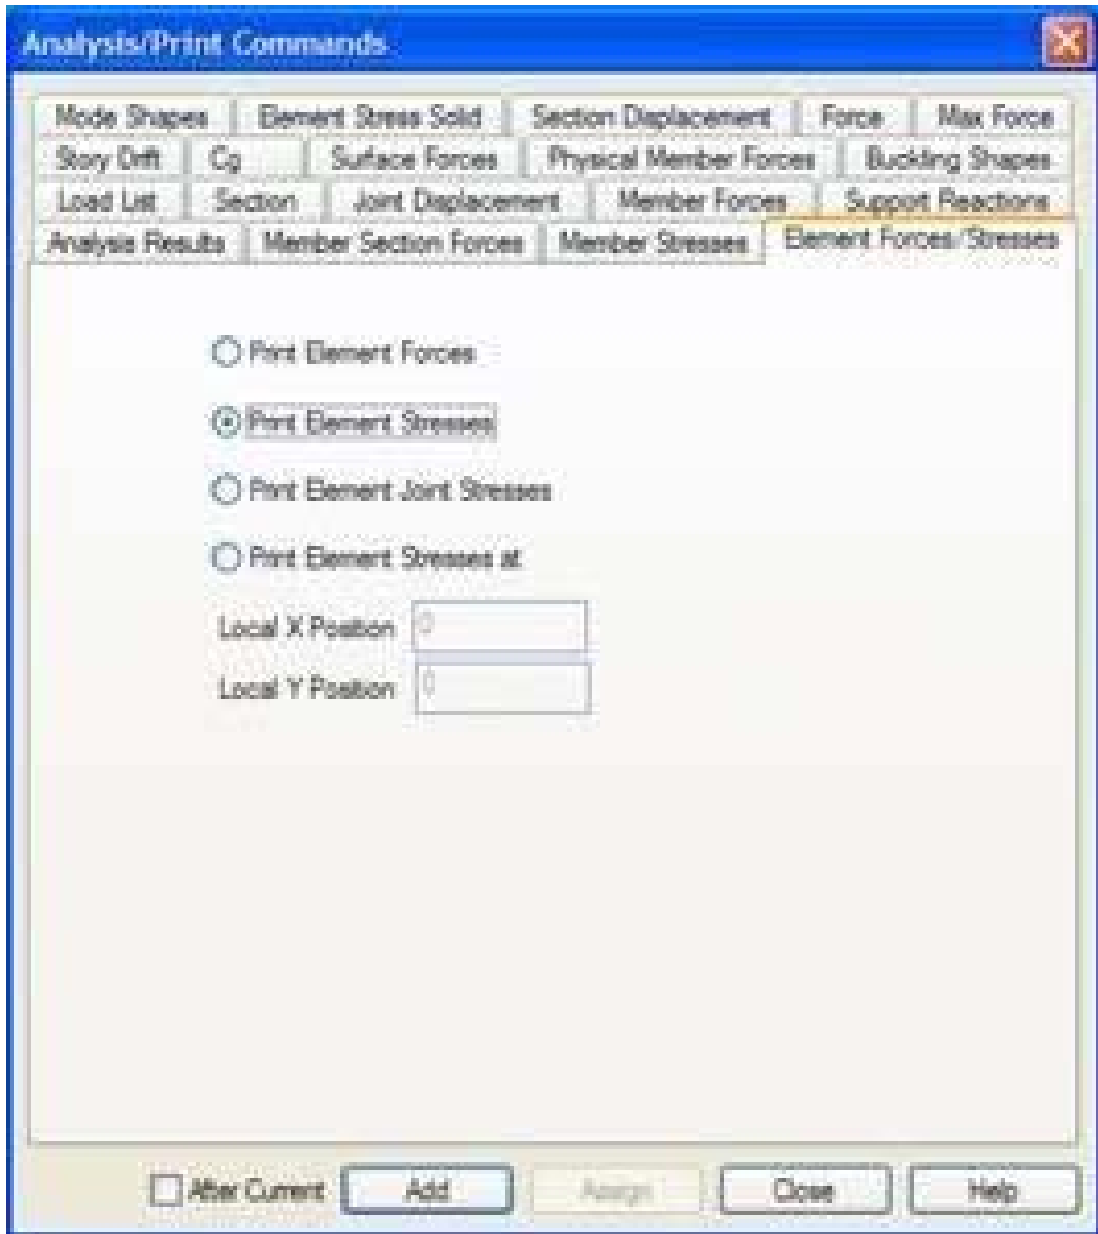 Analysis/Print Commands
Mode Shapes Element Stress Solid Section Displacement Force Max Force
Story Drift Cg Surface Forces Physical Member Forces Buckling Shapes
Load List Section Joint Displacement Member Forces Support Reactions
Analysis Results Member Section Forces Member Stresses Element Forces/Stresses
Print Element Forces
Print Element Stresses
Print Element Joint Stresses
Print Element Stresses at
Local X Position 0
Local Y Position 0
After Current Add Assign Close Help